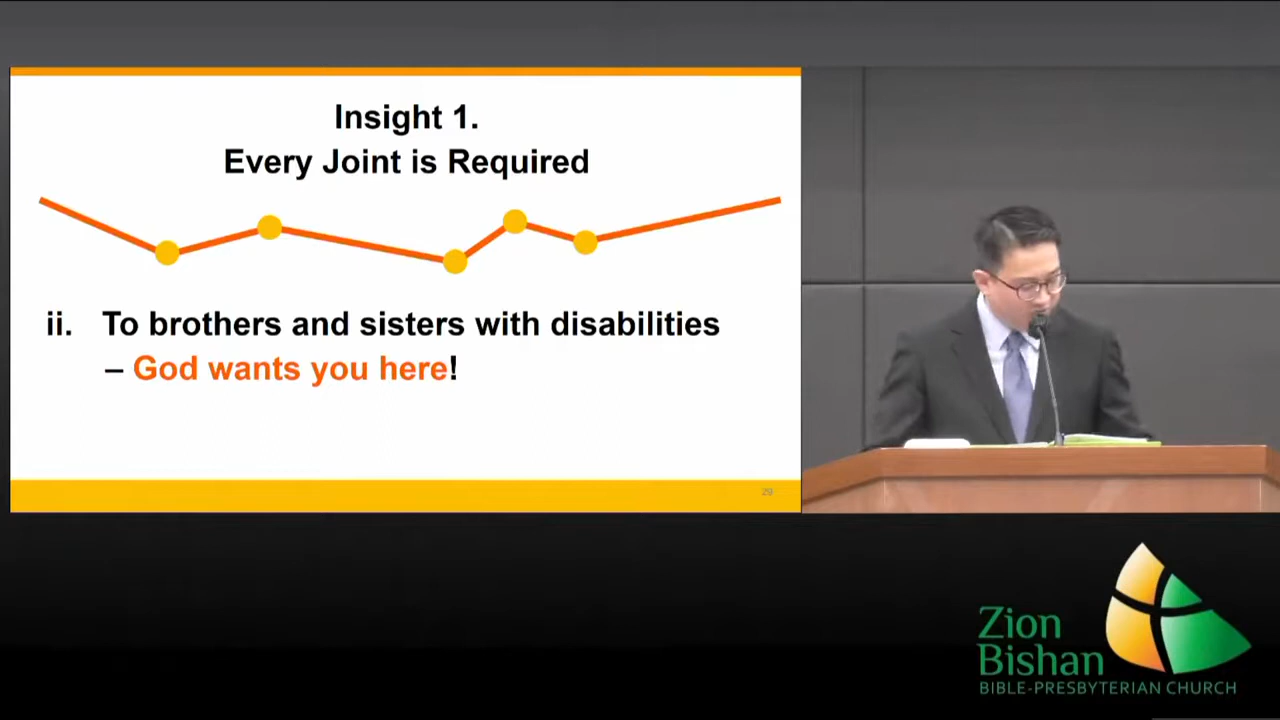 Insight 1.
Every Joint is Required
ii. To brothers and sisters with disabilities
– God wants you here!
29
Zion
Bishan
BIBLE-PRESBYTERIAN CHURCH